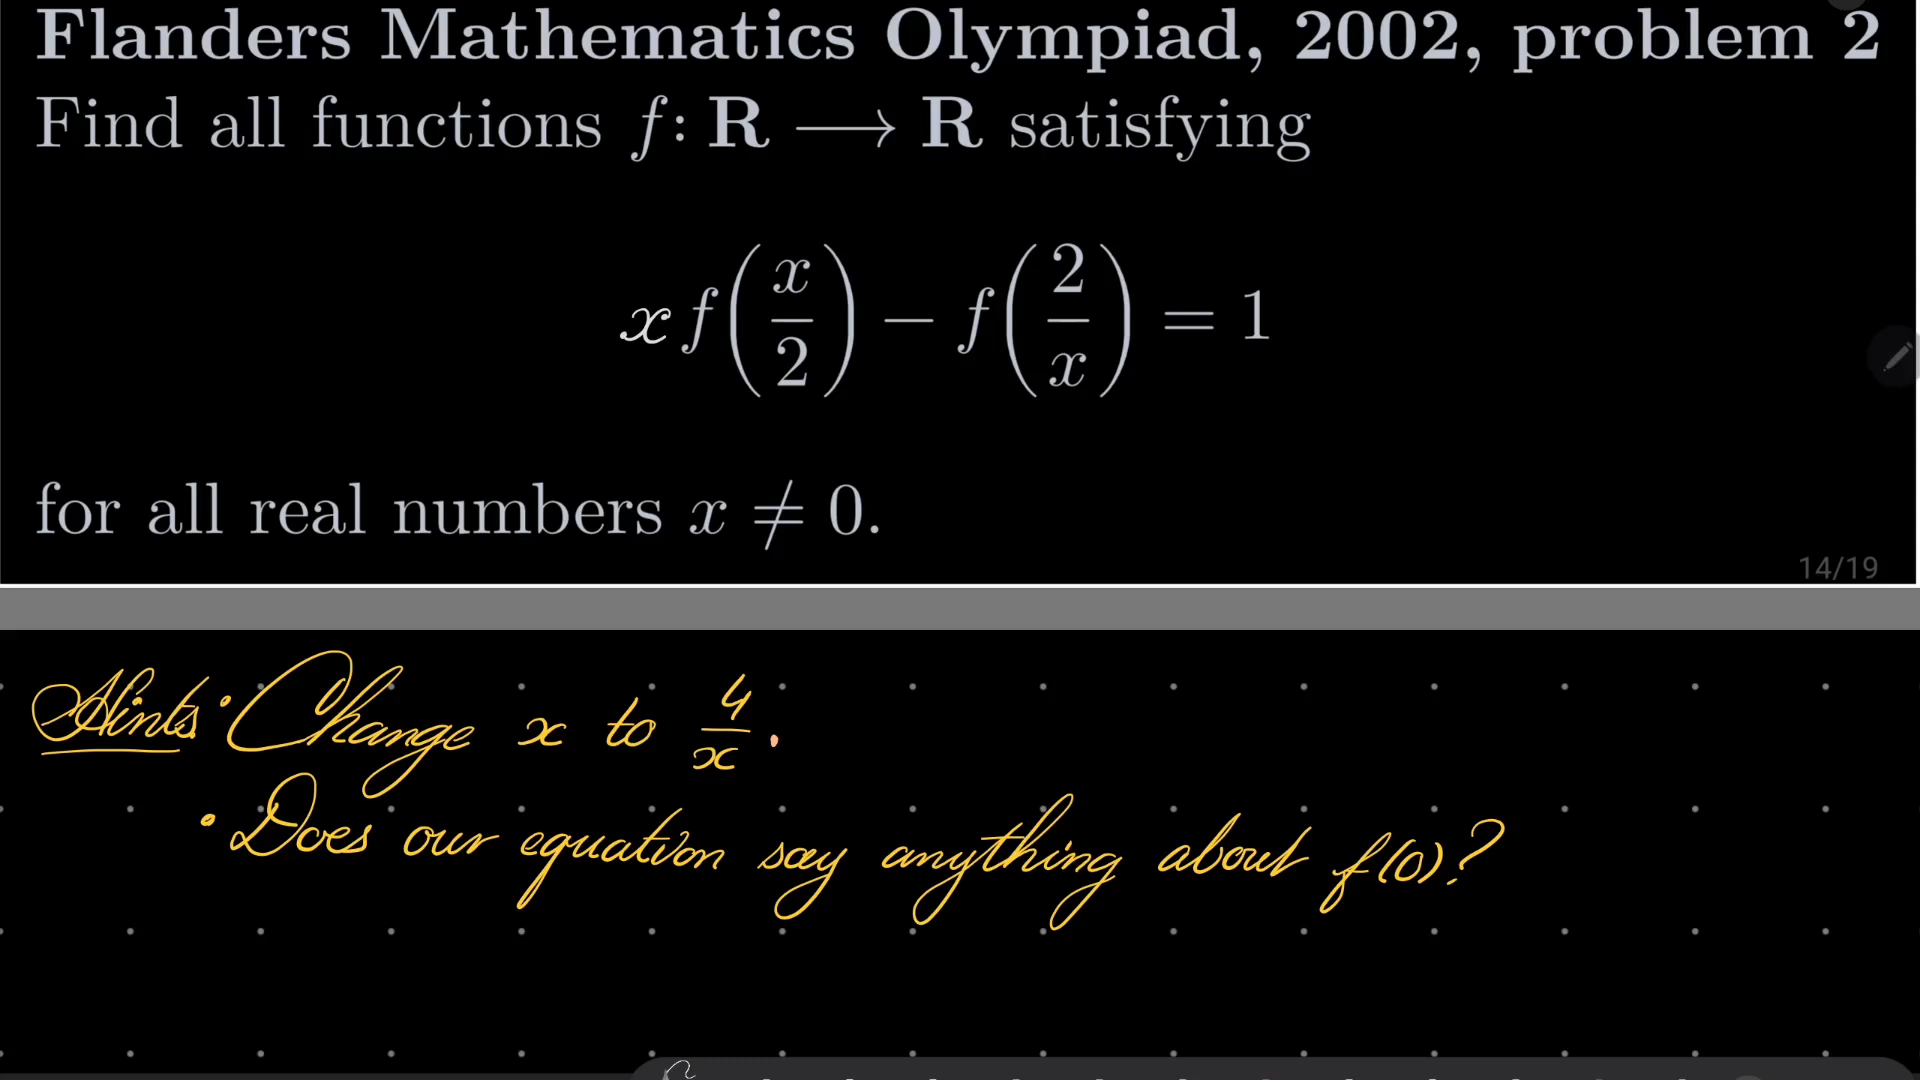 Flanders Mathematics Olympiad, 2002, problem 2
Find all functions f: R ⟶ R satisfying
x f(x/2) − f(2/x) = 1
for all real numbers x ≠ 0.
14/19
Hints • Change x to 4/x.
• Does our equation say anything about f(0)?